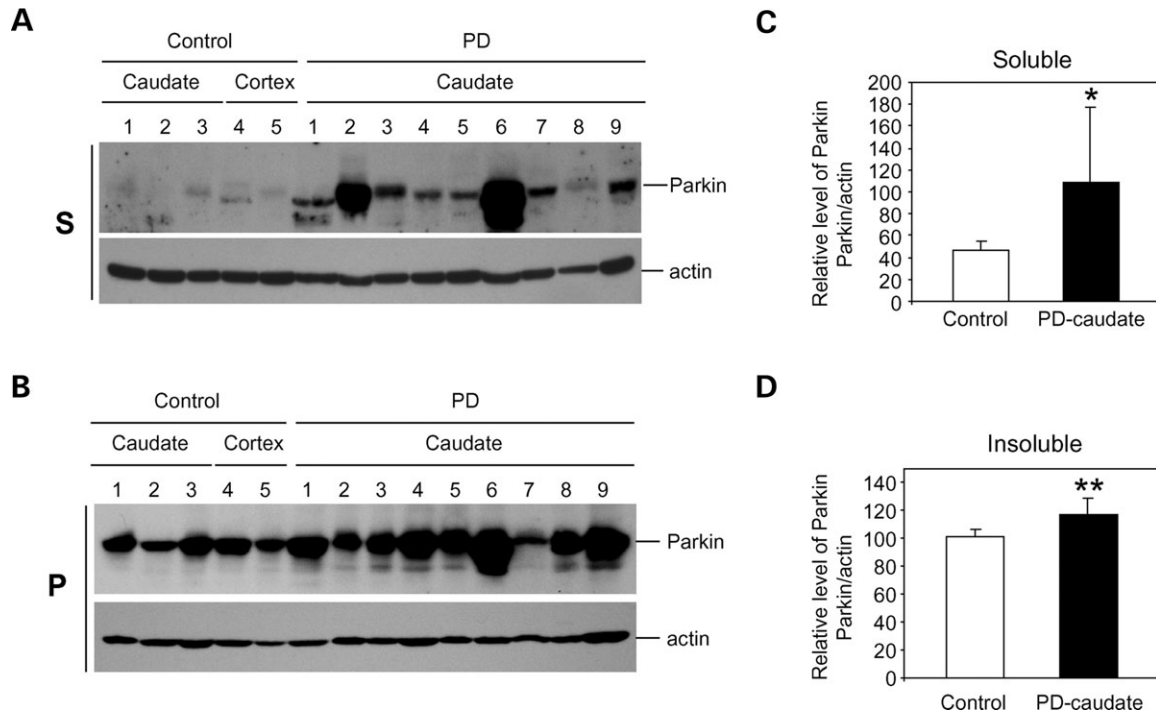 A
Control PD
Caudate Cortex Caudate
1 2 3 4 5 1 2 3 4 5 6 7 8 9
S
Parkin
actin
B
Control PD
Caudate Cortex Caudate
1 2 3 4 5 1 2 3 4 5 6 7 8 9
P
Parkin
actin
C
Soluble
Relative level of Parkin
Parkin/actin
200
180
160
140
120
100
80
60
40
20
0
*
Control PD-caudate
D
Insoluble
Relative level of Parkin
Parkin/actin
140
120
100
80
60
40
20
0
**
Control PD-caudate